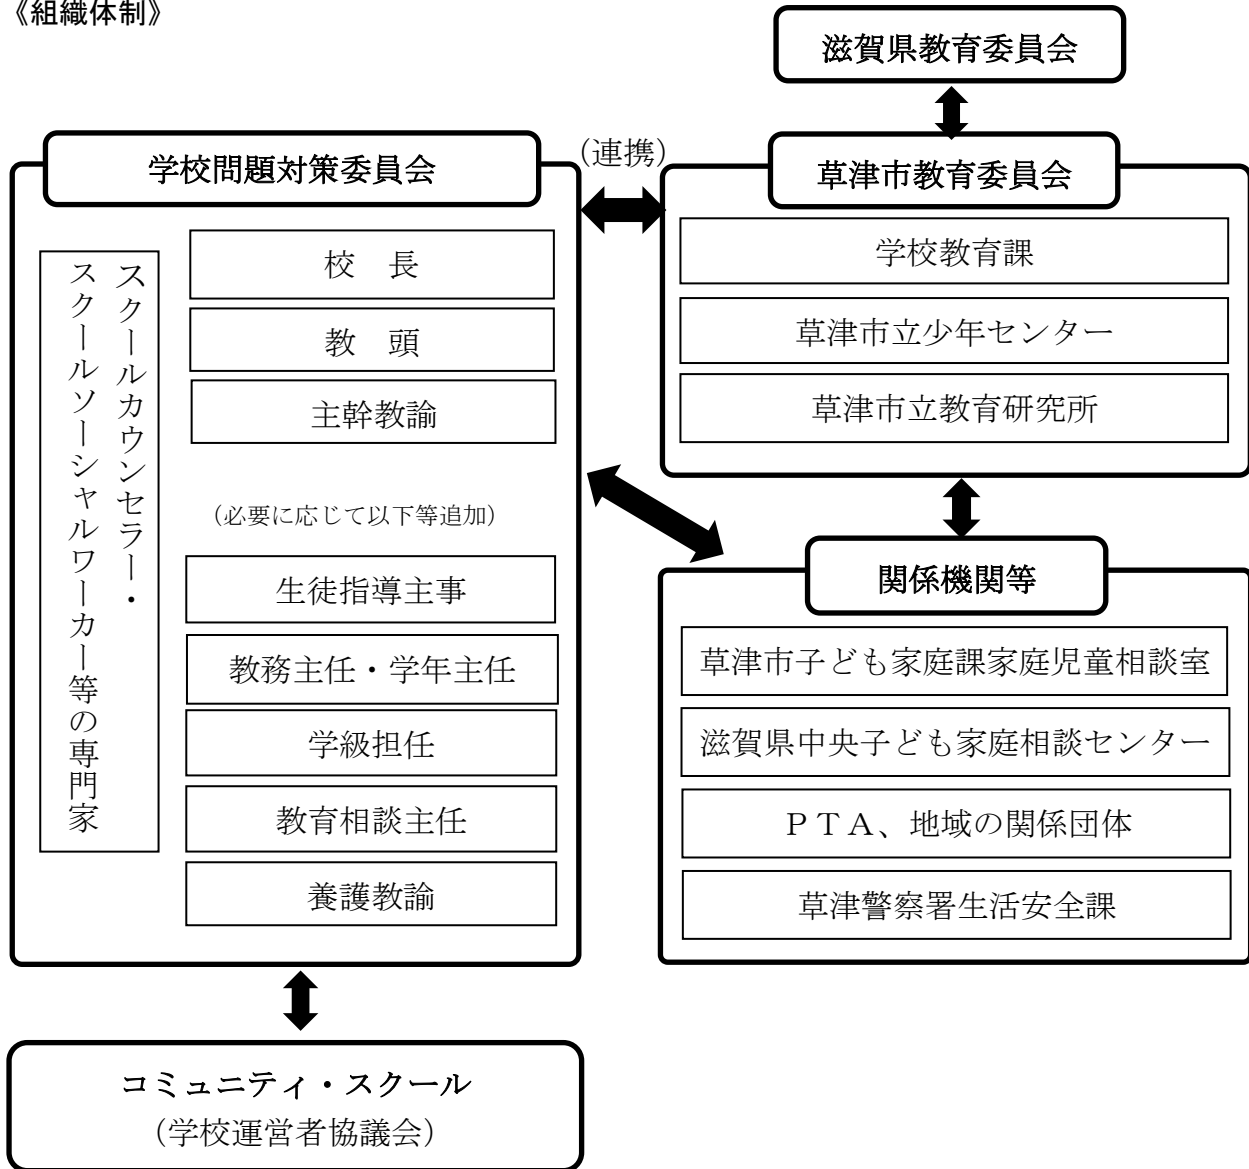 《組織体制》
滋賀県教育委員会
学校問題対策委員会
(連携)
草津市教育委員会
スクールカウンセラー・
スクールソーシャルワーカー等の専門家
校　長
教　頭
主幹教諭
(必要に応じて以下等追加)
生徒指導主事
教務主任・学年主任
学級担任
教育相談主任
養護教諭
学校教育課
草津市立少年センター
草津市立教育研究所
関係機関等
草津市子ども家庭課家庭児童相談室
滋賀県中央子ども家庭相談センター
ＰＴＡ、地域の関係団体
草津警察署生活安全課
コミュニティ・スクール
(学校運営者協議会)